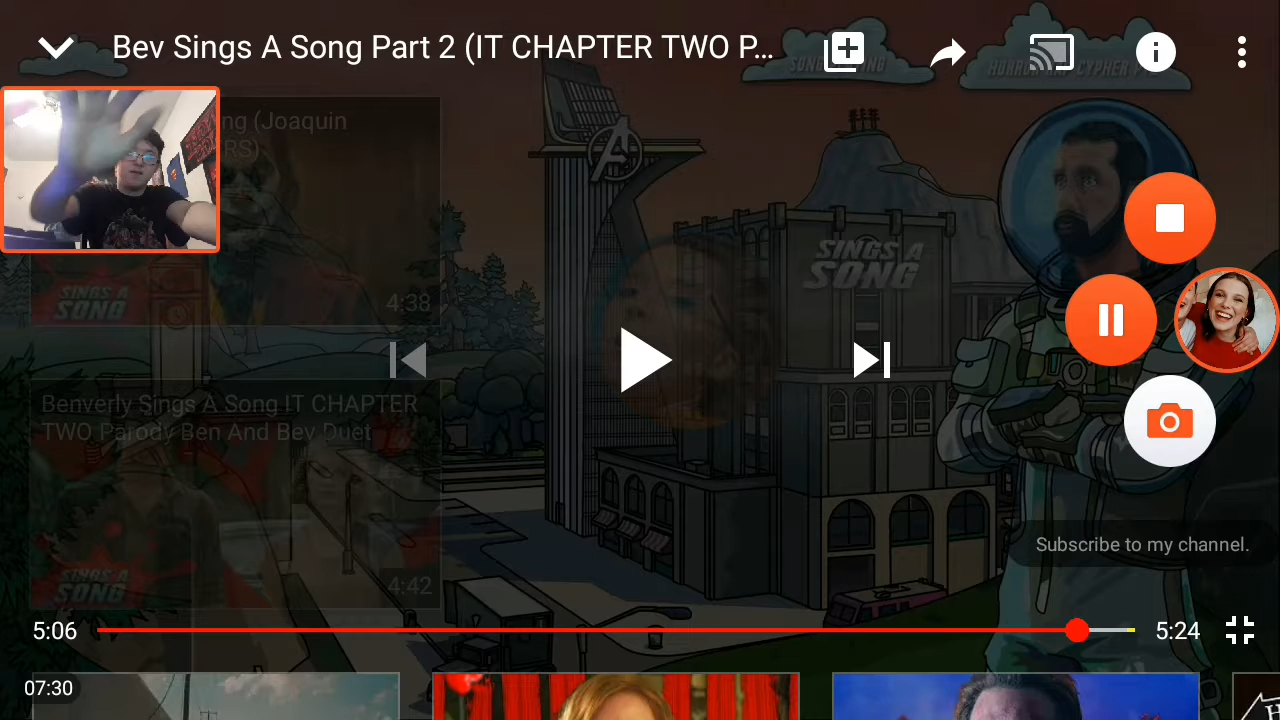 Bev Sings A Song Part 2 (IT CHAPTER TWO P...
ng (Joaquin
RS)
SINGS A
SONG
4:38
SINGS A
SONG
Benverly Sings A Song IT CHAPTER
TWO Parody Ben And Bev Duet
SINGS A
SONG
4:42
Subscribe to my channel.
5:06
5:24
07:30